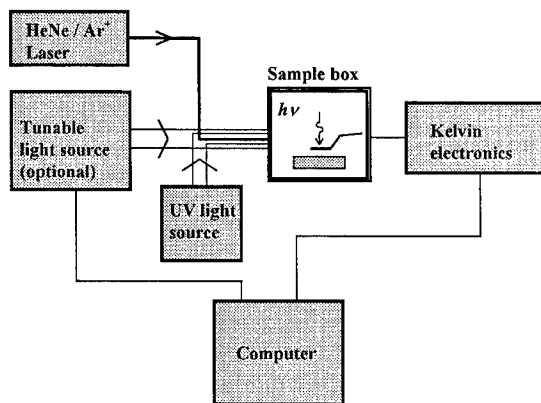 HeNe / Ar+
Laser
Sample box
hν
Tunable
light source
(optional)
Kelvin
electronics
UV light
source
Computer